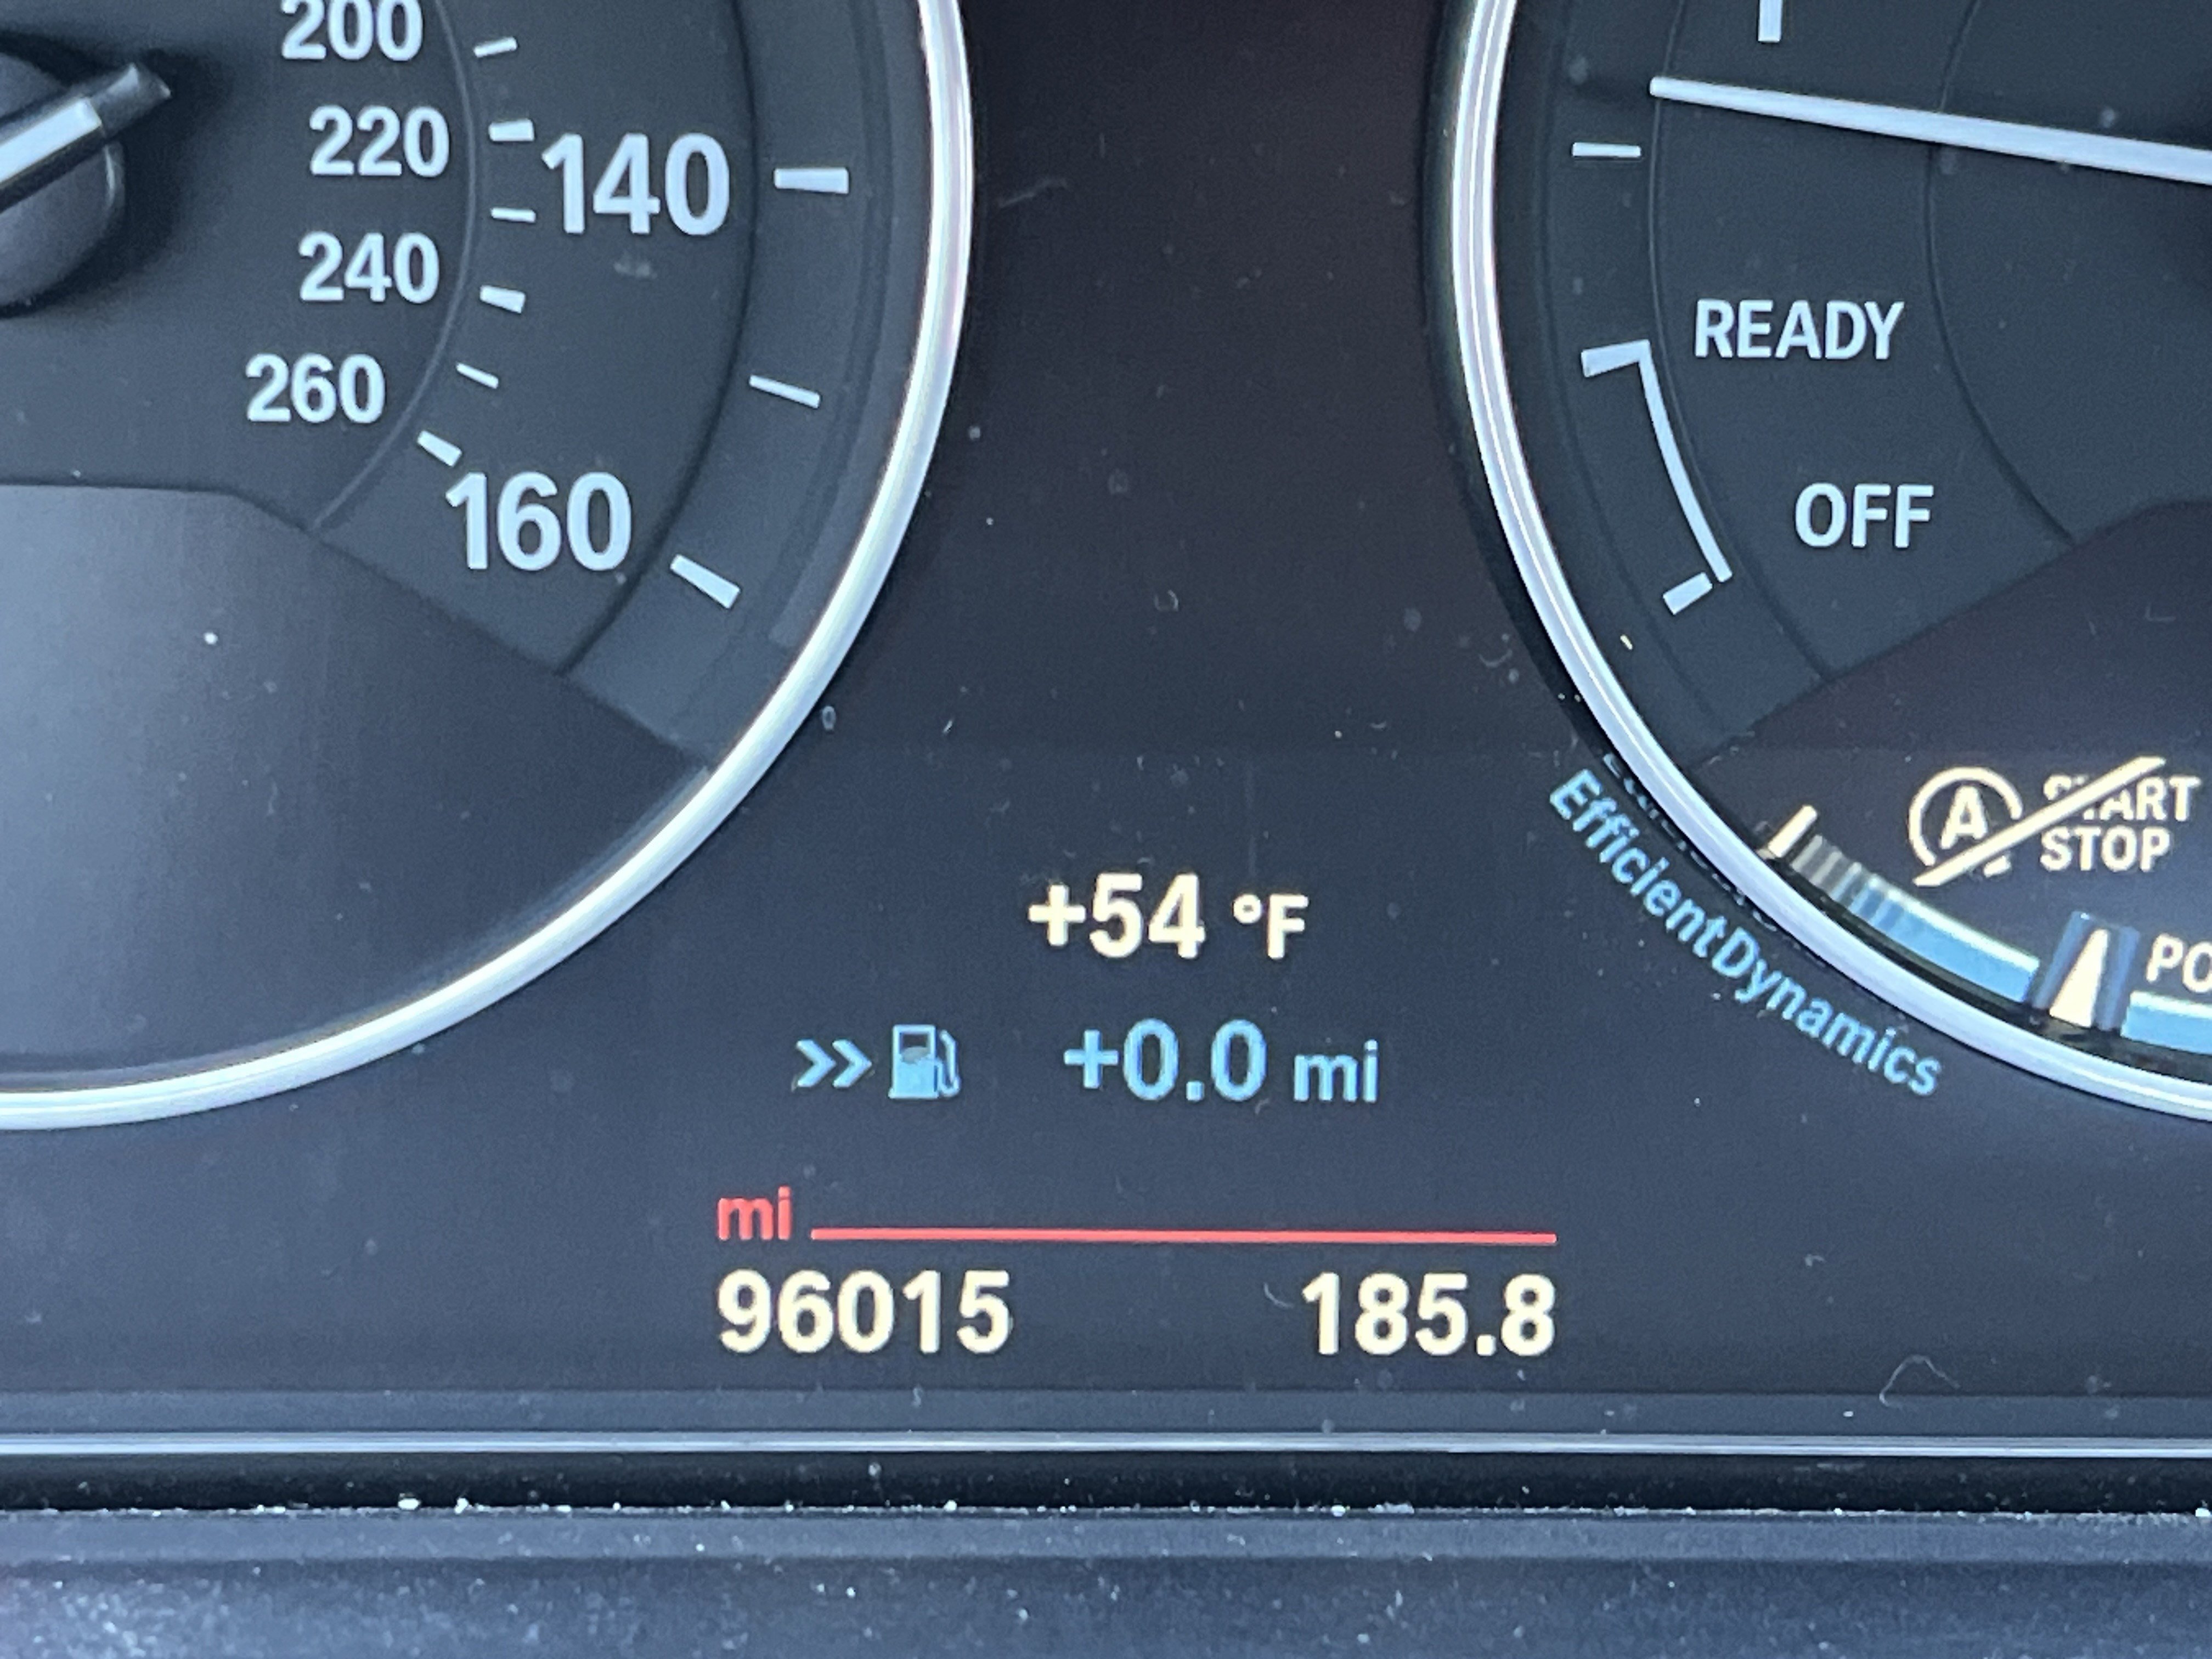 200
220
140
240
260
160
READY
OFF
START
STOP
A
EfficientDynamics
+54 °F
+0.0 mi
mi
96015 185.8